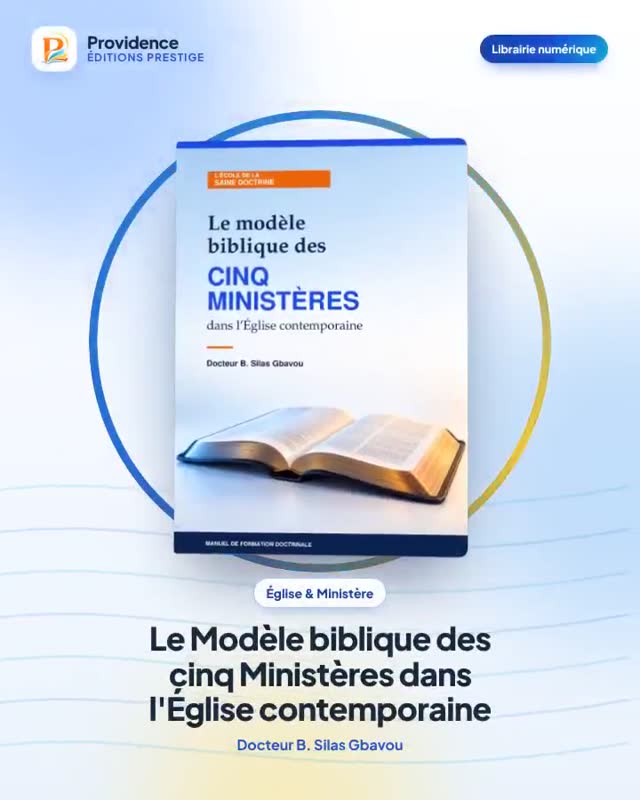 Providence
ÉDITIONS PRESTIGE
Librairie numérique
L'ÉCOLE DE LA
SAINE DOCTRINE
Le modèle
biblique des
CINQ
MINISTÈRES
dans l'Église contemporaine
Docteur B. Silas Gbavou
MANUEL DE FORMATION DOCTRINALE
Église & Ministère
Le Modèle biblique des
cinq Ministères dans
l'Église contemporaine
Docteur B. Silas Gbavou